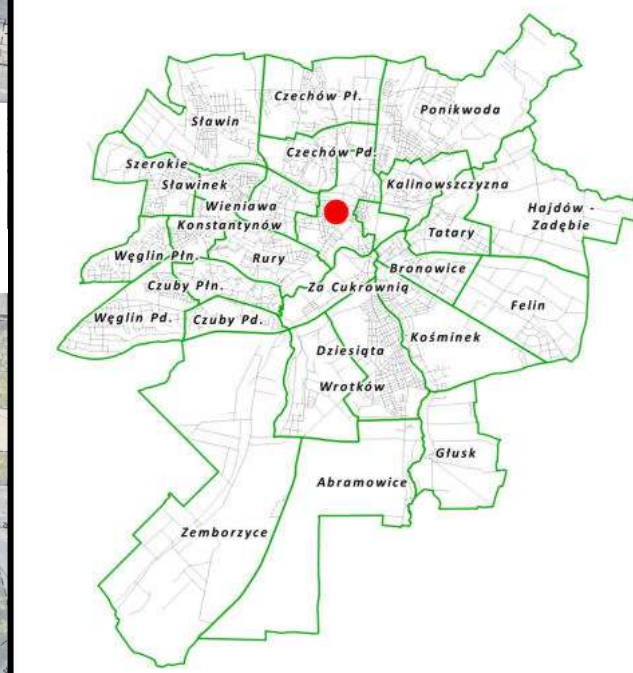 Czechów Pł.
Ponikwoda
Sławin
Czechów Pd.
Szerokie
Sławinek
Kalinowszczyzna
Wieniawa
Hajdów -
Zadębie
Konstantynów
Tatary
Węglin Płn.
Rury
Bronowice
Czuby Płn.
Za Cukrownią
Felin
Węglin Pd.
Czuby Pd.
Kośminek
Dziesiąta
Wrotków
Głusk
Abramowice
Zemborzyce